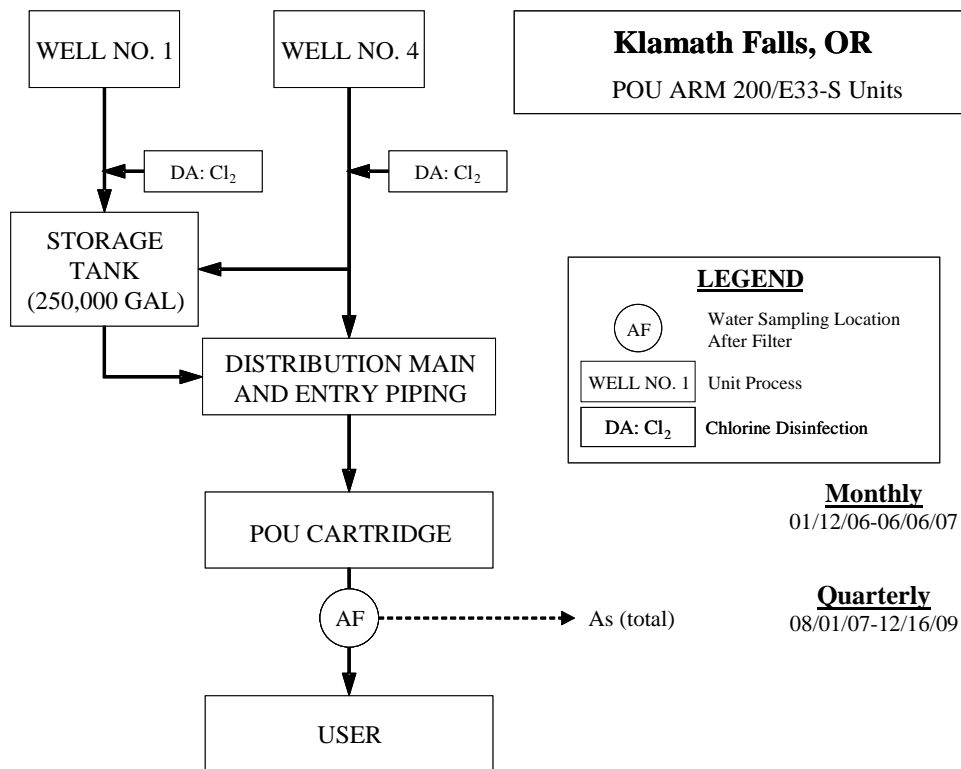 WELL NO. 1
WELL NO. 4
Klamath Falls, OR
POU ARM 200/E33-S Units
DA: Cl₂
DA: Cl₂
STORAGE
TANK
(250,000 GAL)
LEGEND
AF
Water Sampling Location
After Filter
WELL NO. 1
Unit Process
DA: Cl₂
Chlorine Disinfection
DISTRIBUTION MAIN
AND ENTRY PIPING
Monthly
01/12/06-06/06/07
POU CARTRIDGE
Quarterly
08/01/07-12/16/09
AF
As (total)
USER